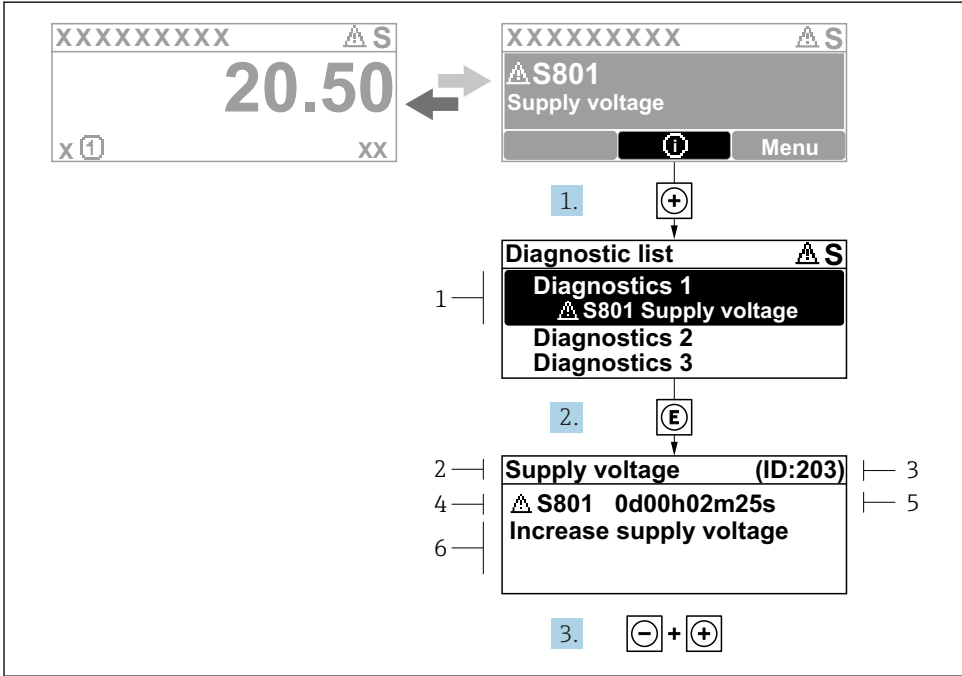 XXXXXXXXX ⚠ S
20.50
x ① XX
XXXXXXXXX ⚠ S
⚠ S801
Supply voltage
ⓘ Menu
1. +
Diagnostic list ⚠ S
1
Diagnostics 1
⚠ S801 Supply voltage
Diagnostics 2
Diagnostics 3
2. E
2 Supply voltage (ID:203) 3
4 ⚠ S801 0d00h02m25s 5
6 Increase supply voltage
3. - + +